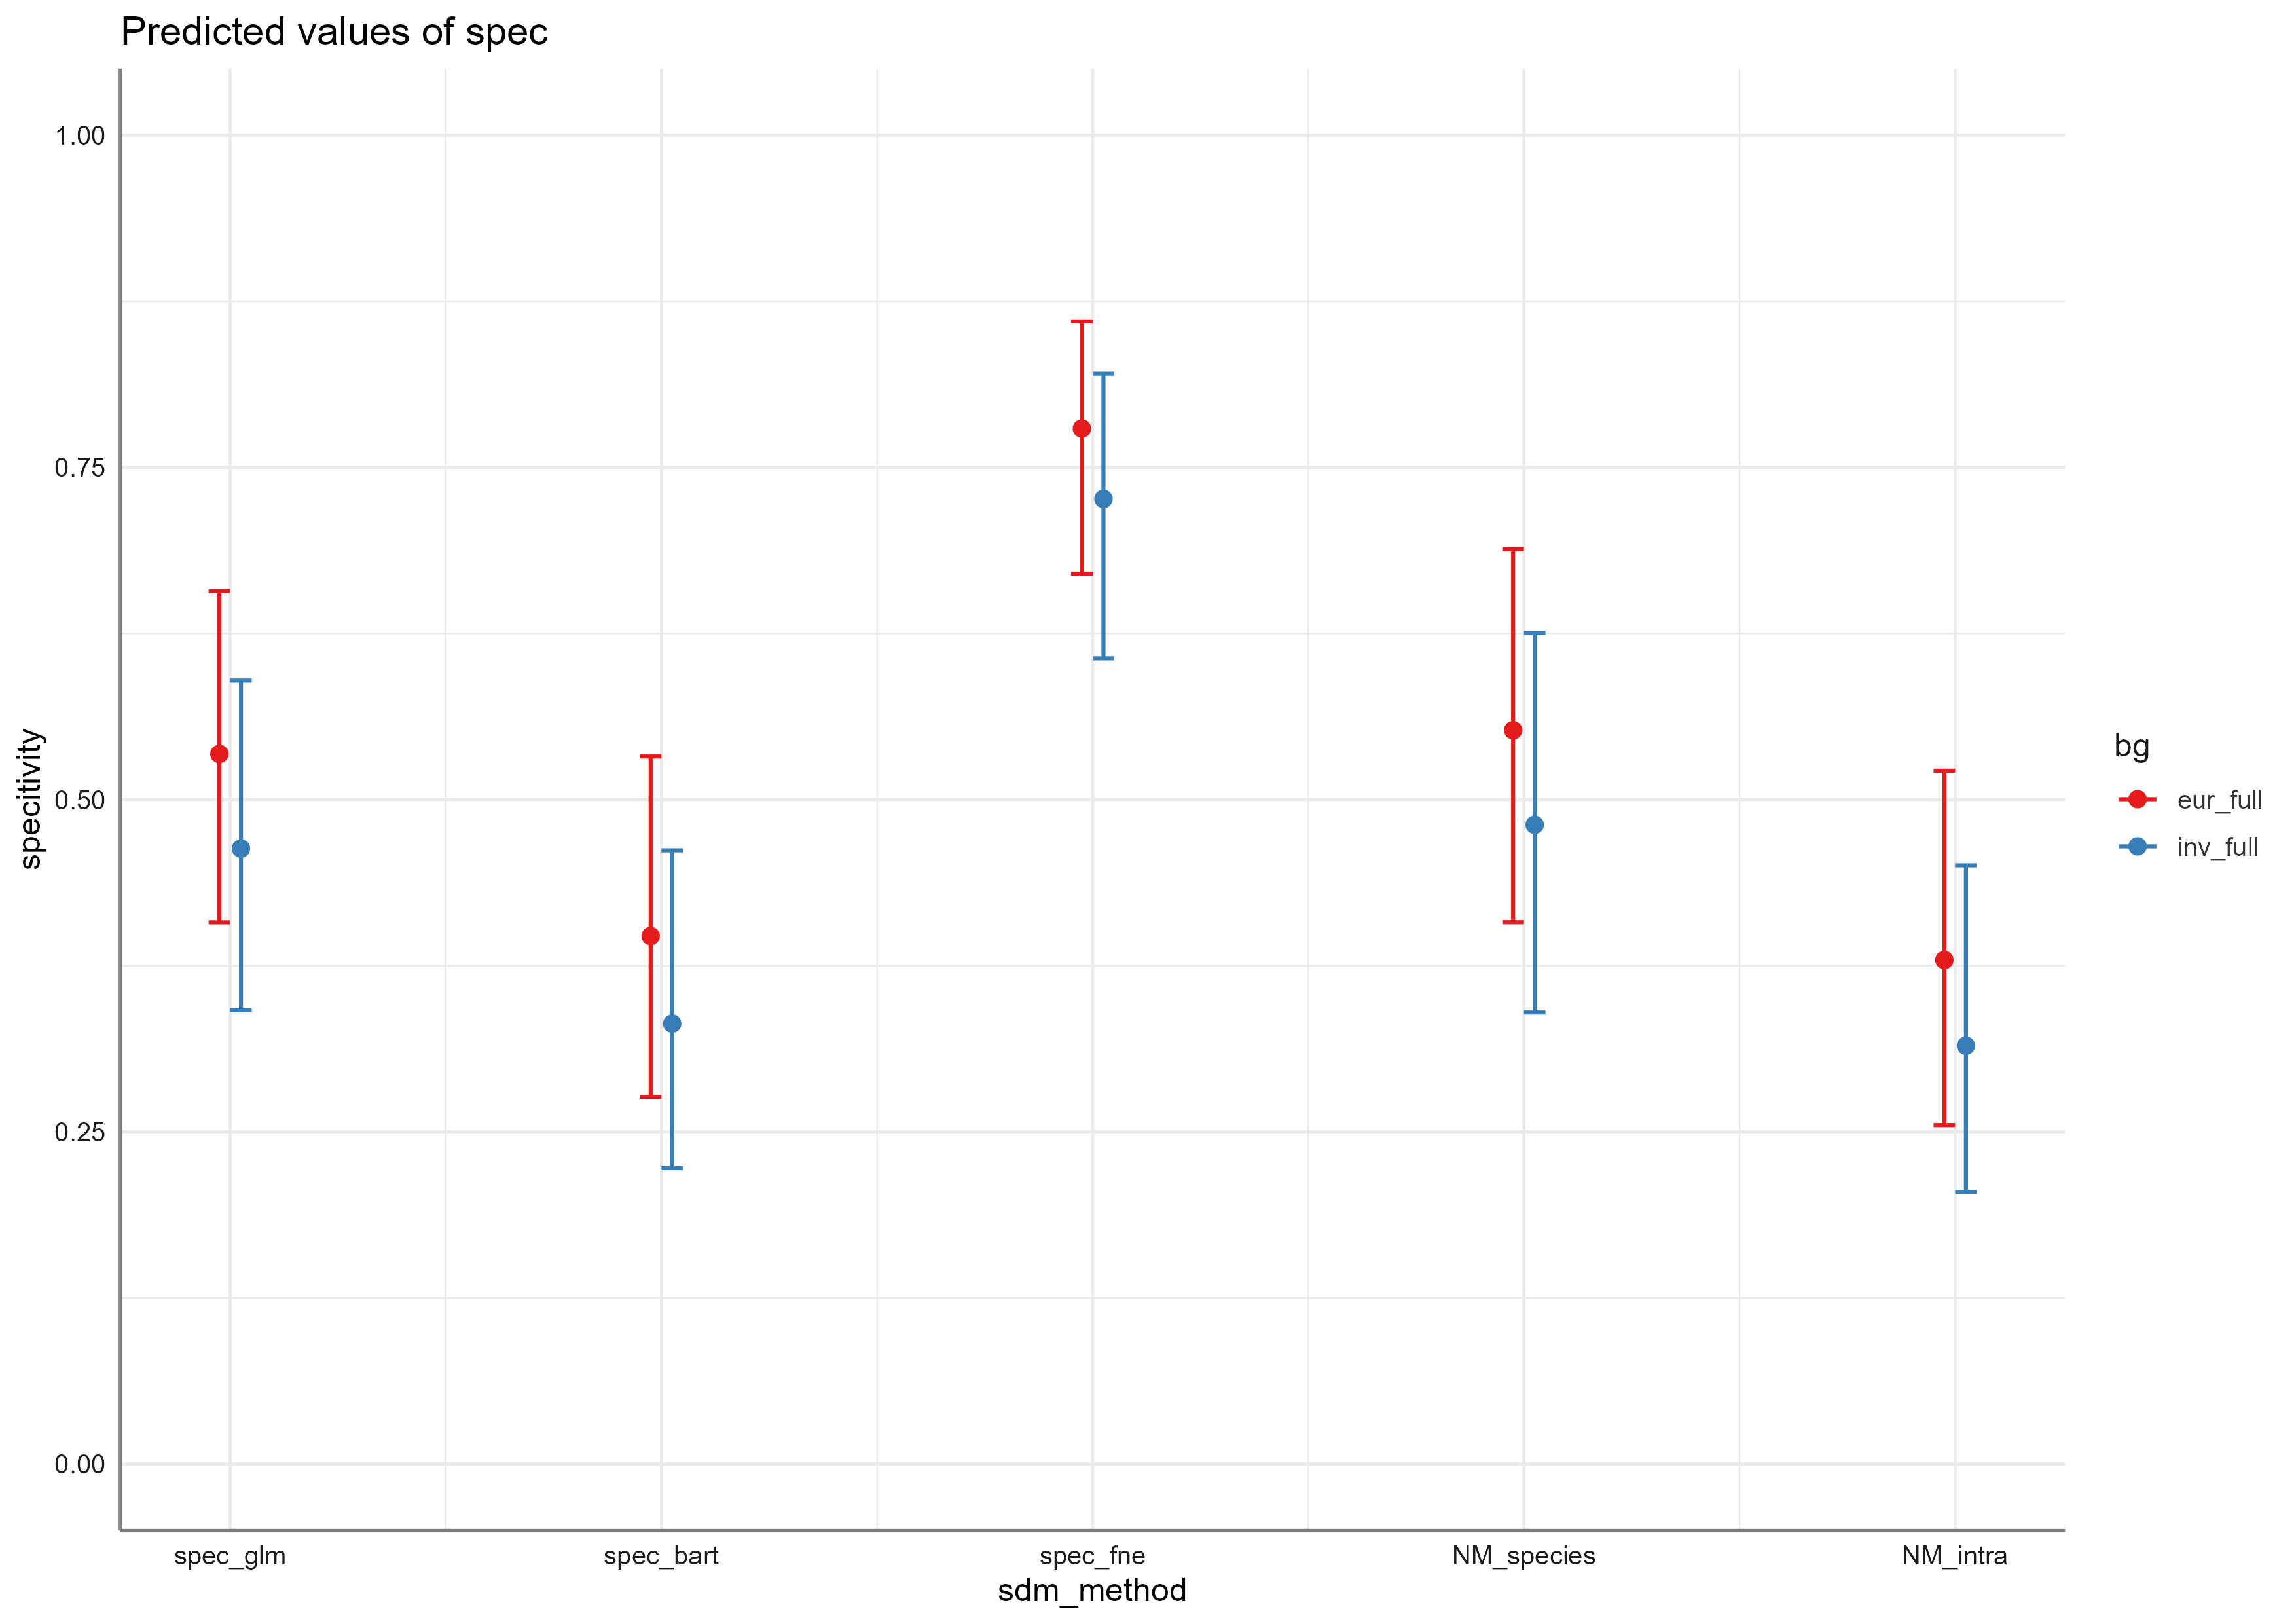 Predicted values of spec
1.00
0.75
0.50
0.25
0.00
specitivity
spec_glm
spec_bart
spec_fne
NM_species
NM_intra
sdm_method
bg
eur_full
inv_full